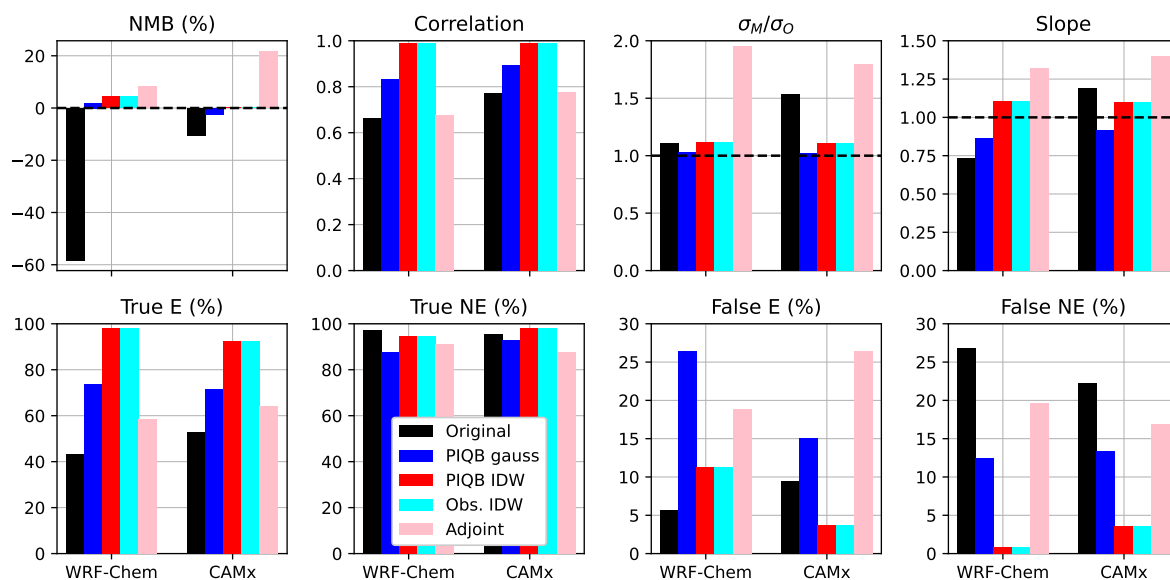 NMB (%)
Correlation
σM/σO
Slope
20
0
−20
−40
−60
1.0
0.8
0.6
0.4
0.2
0.0
2.0
1.5
1.0
0.5
0.0
1.50
1.25
1.00
0.75
0.50
0.25
0.00
True E (%)
True NE (%)
False E (%)
False NE (%)
100
80
60
40
20
0
WRF-Chem
CAMx
100
80
60
40
20
0
Original
PIQB gauss
PIQB IDW
Obs. IDW
Adjoint
WRF-Chem
CAMx
30
25
20
15
10
5
0
WRF-Chem
CAMx
30
25
20
15
10
5
0
WRF-Chem
CAMx